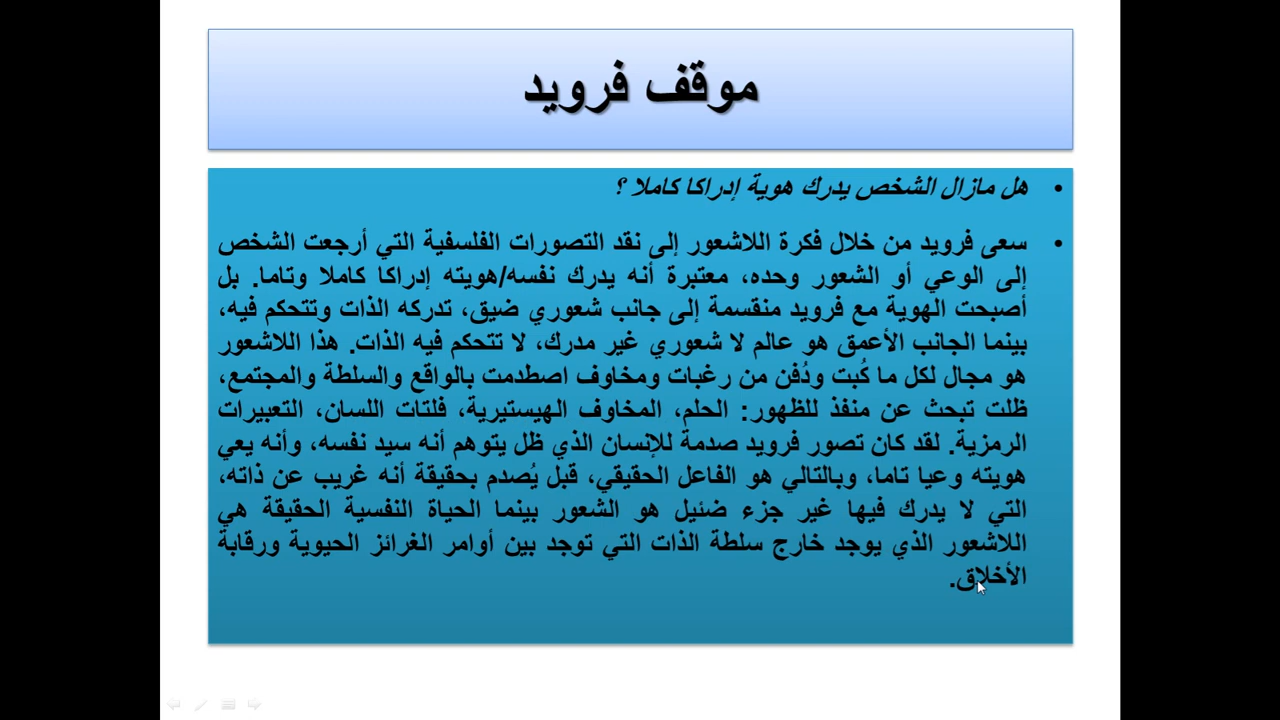 موقف فرويد
• هل مازال الشخص يدرك هوية إدراكا كاملا ؟
• سعى فرويد من خلال فكرة اللاشعور إلى نقد التصورات الفلسفية التي أرجعت الشخص
إلى الوعي أو الشعور وحده، معتبرة أنه يدرك نفسه/هويته إدراكا كاملا وتاما. بل
أصبحت الهوية مع فرويد منقسمة إلى جانب شعوري ضيق، تدركه الذات وتتحكم فيه،
بينما الجانب الأعمق هو عالم لا شعوري غير مدرك، لا تتحكم فيه الذات. هذا اللاشعور
هو مجال لكل ما كُبت ودُفن من رغبات ومخاوف اصطدمت بالواقع والسلطة والمجتمع،
ظلت تبحث عن منفذ للظهور: الحلم، المخاوف الهيستيرية، فلتات اللسان، التعبيرات
الرمزية. لقد كان تصور فرويد صدمة للإنسان الذي ظل يتوهم أنه سيد نفسه، وأنه يعي
هويته وعيا تاما، وبالتالي هو الفاعل الحقيقي، قبل يُصدم بحقيقة أنه غريب عن ذاته،
التي لا يدرك فيها غير جزء ضئيل هو الشعور بينما الحياة النفسية الحقيقة هي
اللاشعور الذي يوجد خارج سلطة الذات التي توجد بين أوامر الغرائز الحيوية ورقابة
الأخلاق.